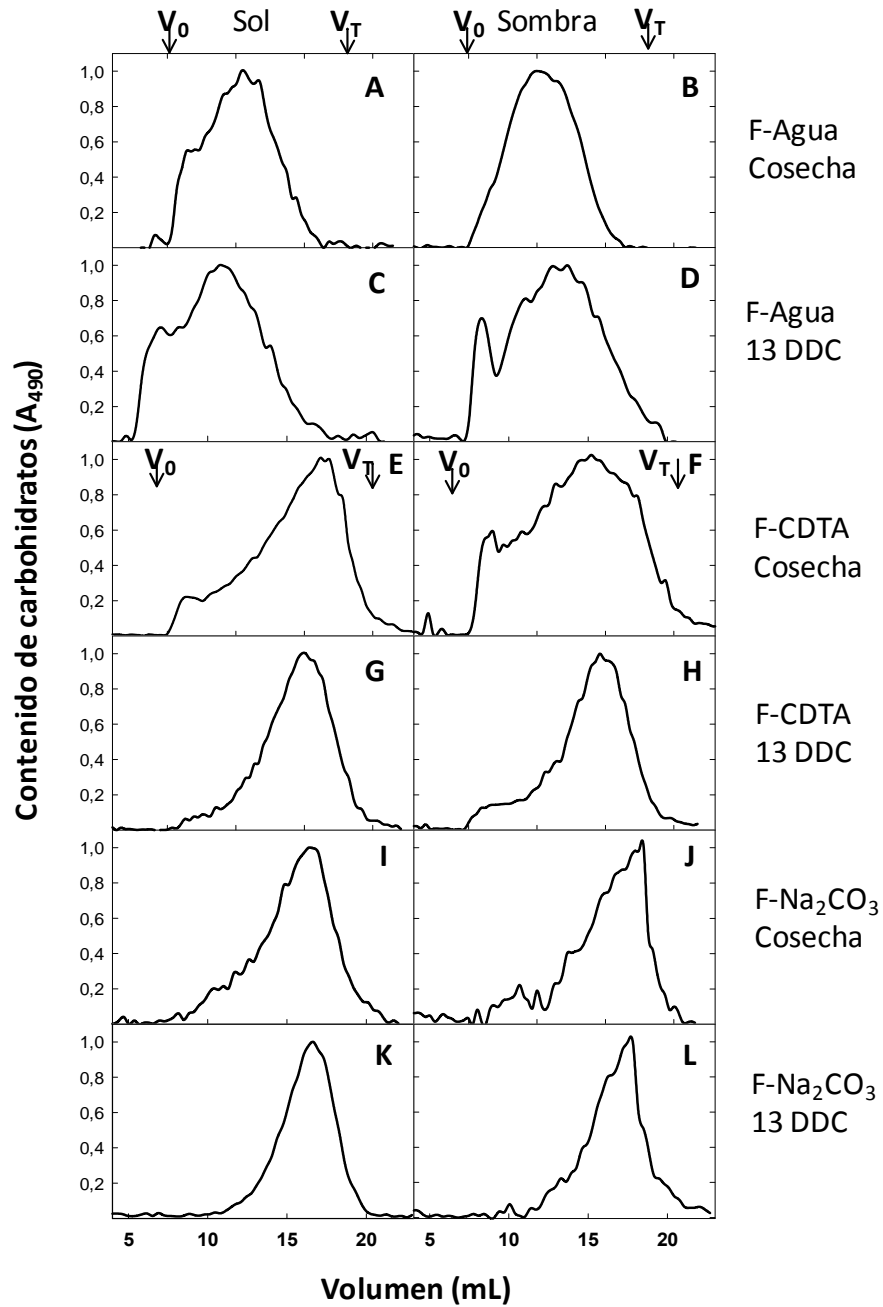 V₀ Sol V_T V₀ Sombra V_T
1,0 A B
0,8
0,6
0,4
0,2
F-Agua
Cosecha
1,0 C D
0,8
0,6
0,4
0,2
F-Agua
13 DDC
V₀ V_T E V₀ V_T F
1,0
0,8
0,6
0,4
0,2
F-CDTA
Cosecha
1,0 G H
0,8
0,6
0,4
0,2
F-CDTA
13 DDC
1,0 I J
0,8
0,6
0,4
0,2
F-Na₂CO₃
Cosecha
1,0 K L
0,8
0,6
0,4
0,2
F-Na₂CO₃
13 DDC
Contenido de carbohidratos (A₄₉₀)
5 10 15 20 5 10 15 20
Volumen (mL)